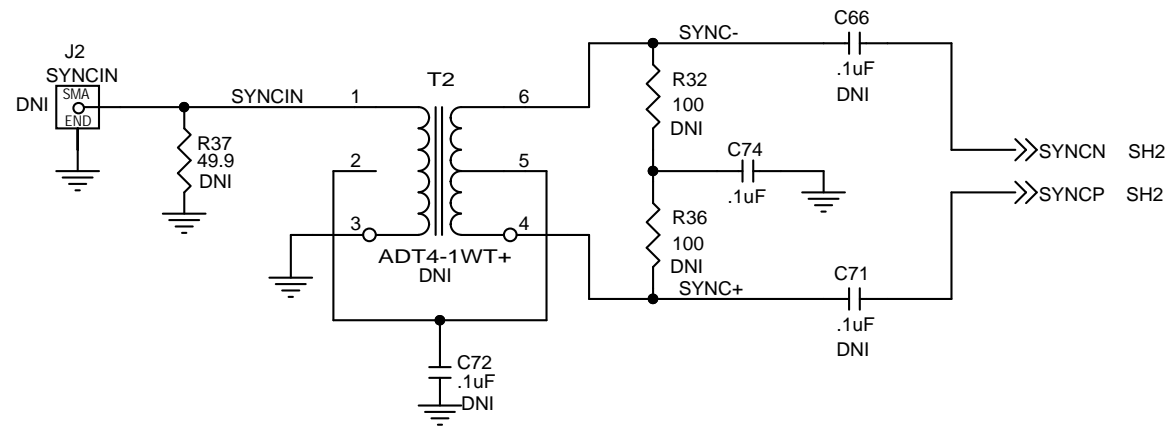 J2
SYNCIN
DNI
SMA
END
R37
49.9
DNI
SYNCIN
T2
1
2
3
6
5
4
ADT4-1WT+
DNI
C72
.1uF
DNI
SYNC-
R32
100
DNI
C74
.1uF
R36
100
DNI
SYNC+
C66
.1uF
DNI
C71
.1uF
DNI
SYNCN SH2
SYNCP SH2